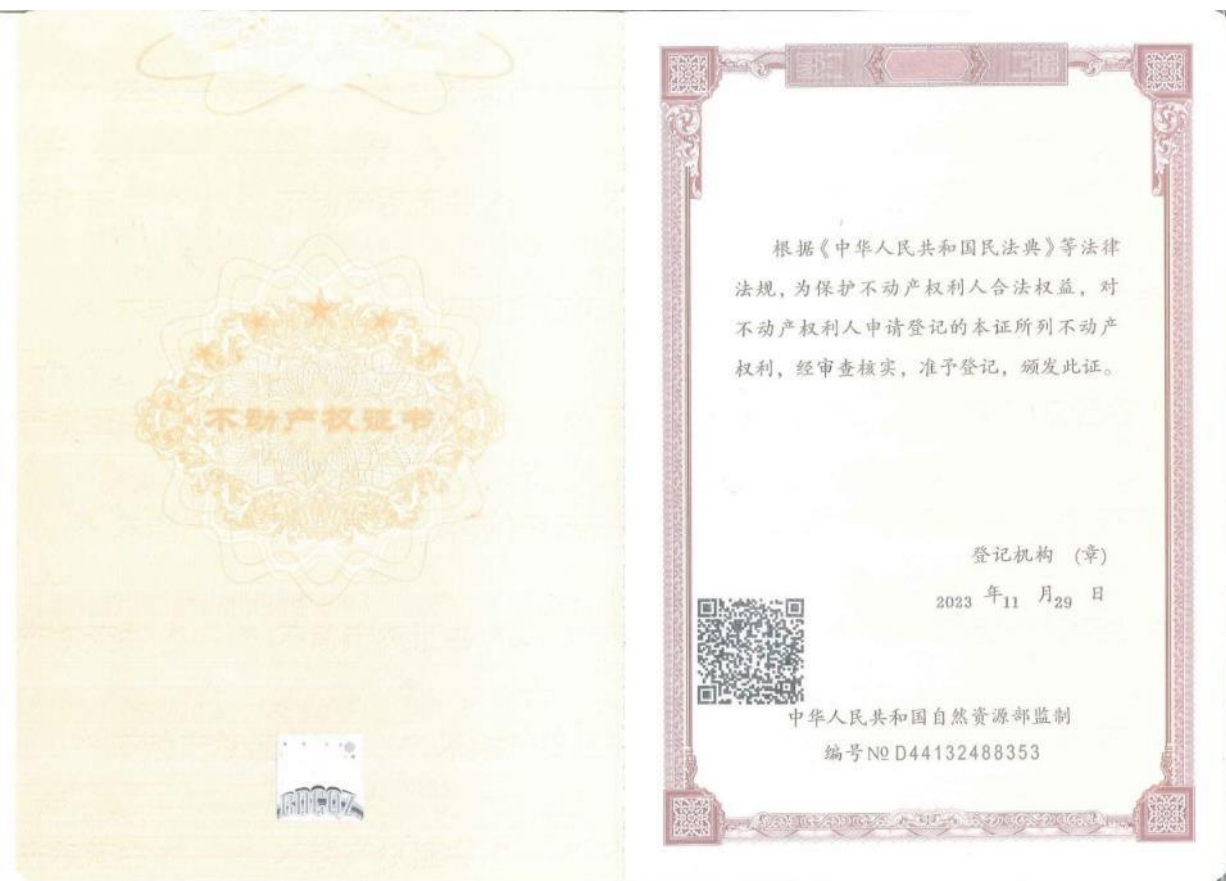 不动产权证书
根据《中华人民共和国民法典》等法律
法规，为保护不动产权利人合法权益，对
不动产权利人申请登记的本证所列不动产
权利，经审查核实，准予登记，颁发此证。
登记机构 (章)
2023 年11 月29 日
中华人民共和国自然资源部监制
编号№ D44132488353